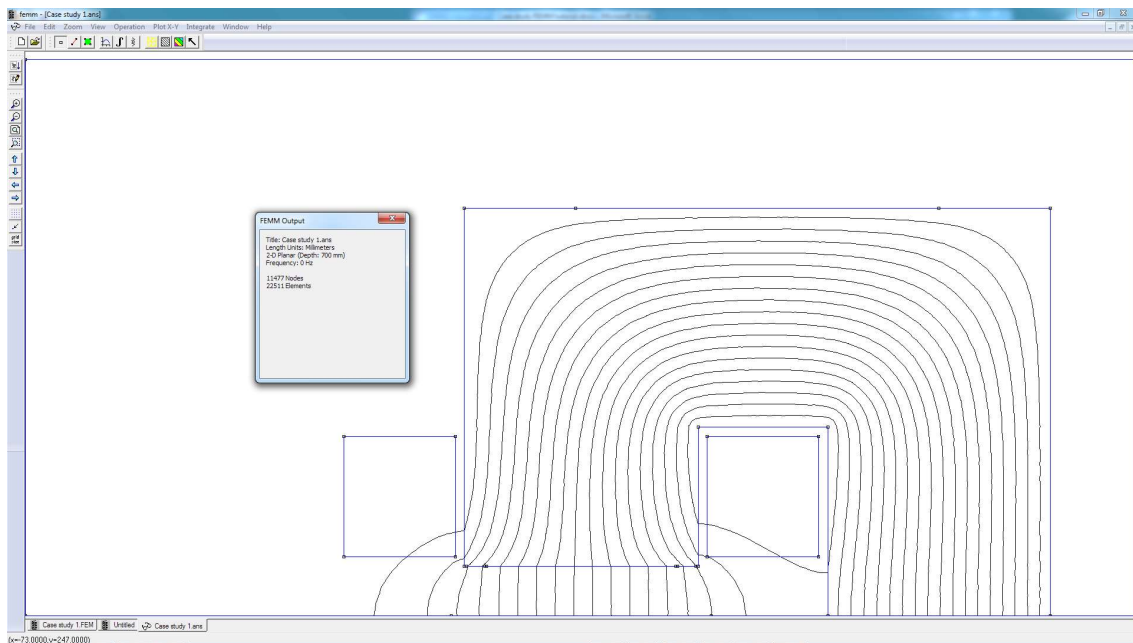 femm - [Case study 1.ans]
File Edit Zoom View Operation Plot X-Y Integrate Window Help
FEMM Output
Title: Case study 1.ans
Length Units: Millimeters
2-D Planar (Depth: 700 mm)
Frequency: 0 Hz
11477 Nodes
22511 Elements
Case study 1.FEM Untitled Case study 1.ans
(x=-73.0000,y=247.0000)